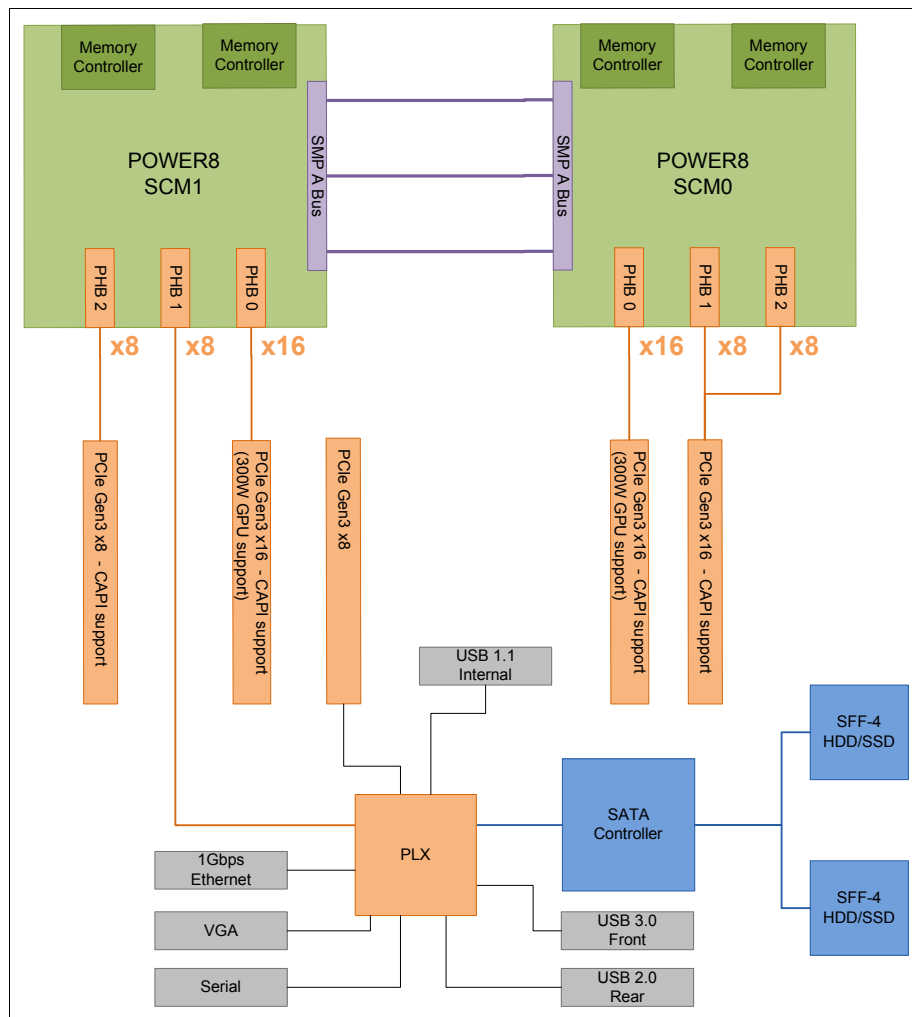 Memory
Controller
Memory
Controller
Memory
Controller
Memory
Controller
POWER8
SCM1
SMP A Bus
SMP A Bus
POWER8
SCM0
PHB 2
PHB 1
PHB 0
PHB 0
PHB 1
PHB 2
x8
x8
x16
x16
x8
x8
PCIe Gen3 x8 - CAPI support
PCIe Gen3 x16 - CAPI support
(300W GPU support)
PCIe Gen3 x8
PCIe Gen3 x16 - CAPI support
(300W GPU support)
PCIe Gen3 x16 - CAPI support
USB 1.1
Internal
SFF-4
HDD/SSD
SATA
Controller
PLX
1Gbps
Ethernet
SFF-4
HDD/SSD
VGA
USB 3.0
Front
Serial
USB 2.0
Rear